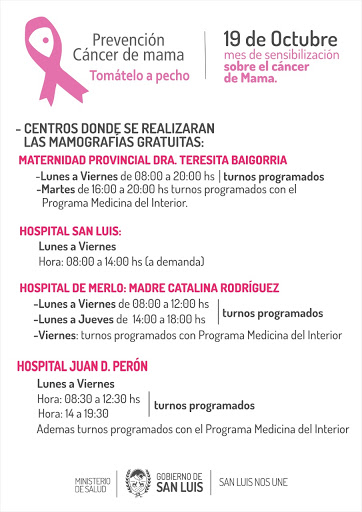 Prevención
Cáncer de mama
Tomátelo a pecho
19 de Octubre
mes de sensibilización
sobre el cáncer
de Mama.
- CENTROS DONDE SE REALIZARAN
LAS MAMOGRAFÍAS GRATUITAS:
MATERNIDAD PROVINCIAL DRA. TERESITA BAIGORRIA
-Lunes a Viernes de 08:00 a 20:00 hs | turnos programados
-Martes de 16:00 a 20:00 hs turnos programados con el
Programa Medicina del Interior.
HOSPITAL SAN LUIS:
Lunes a Viernes
Hora: 08:00 a 14:00 hs (a demanda)
HOSPITAL DE MERLO: MADRE CATALINA RODRÍGUEZ
-Lunes a Viernes de 08:00 a 12:00 hs
-Lunes a Jueves de 14:00 a 18:00 hs
turnos programados
-Viernes: turnos programados con Programa Medicina del Interior
HOSPITAL JUAN D. PERÓN
Lunes a Viernes
Hora: 08:30 a 12:30 hs
Hora: 14 a 19:30
turnos programados
Ademas turnos programados con el Programa Medicina del Interior
MINISTERIO
DE SALUD
GOBIERNO DE
SAN LUIS
SAN LUIS NOS UNE